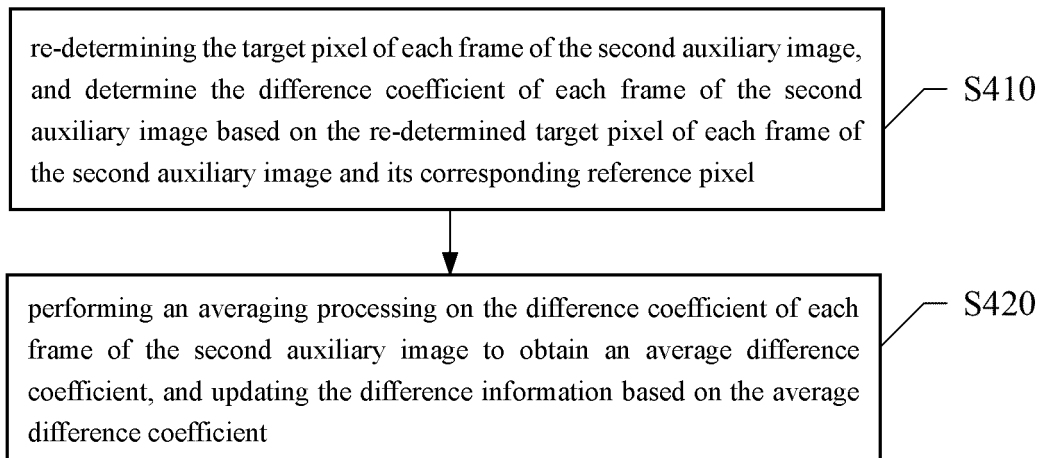 re-determining the target pixel of each frame of the second auxiliary image,
and determine the difference coefficient of each frame of the second
auxiliary image based on the re-determined target pixel of each frame of
the second auxiliary image and its corresponding reference pixel
S410
performing an averaging processing on the difference coefficient of each
frame of the second auxiliary image to obtain an average difference
coefficient, and updating the difference information based on the average
difference coefficient
S420